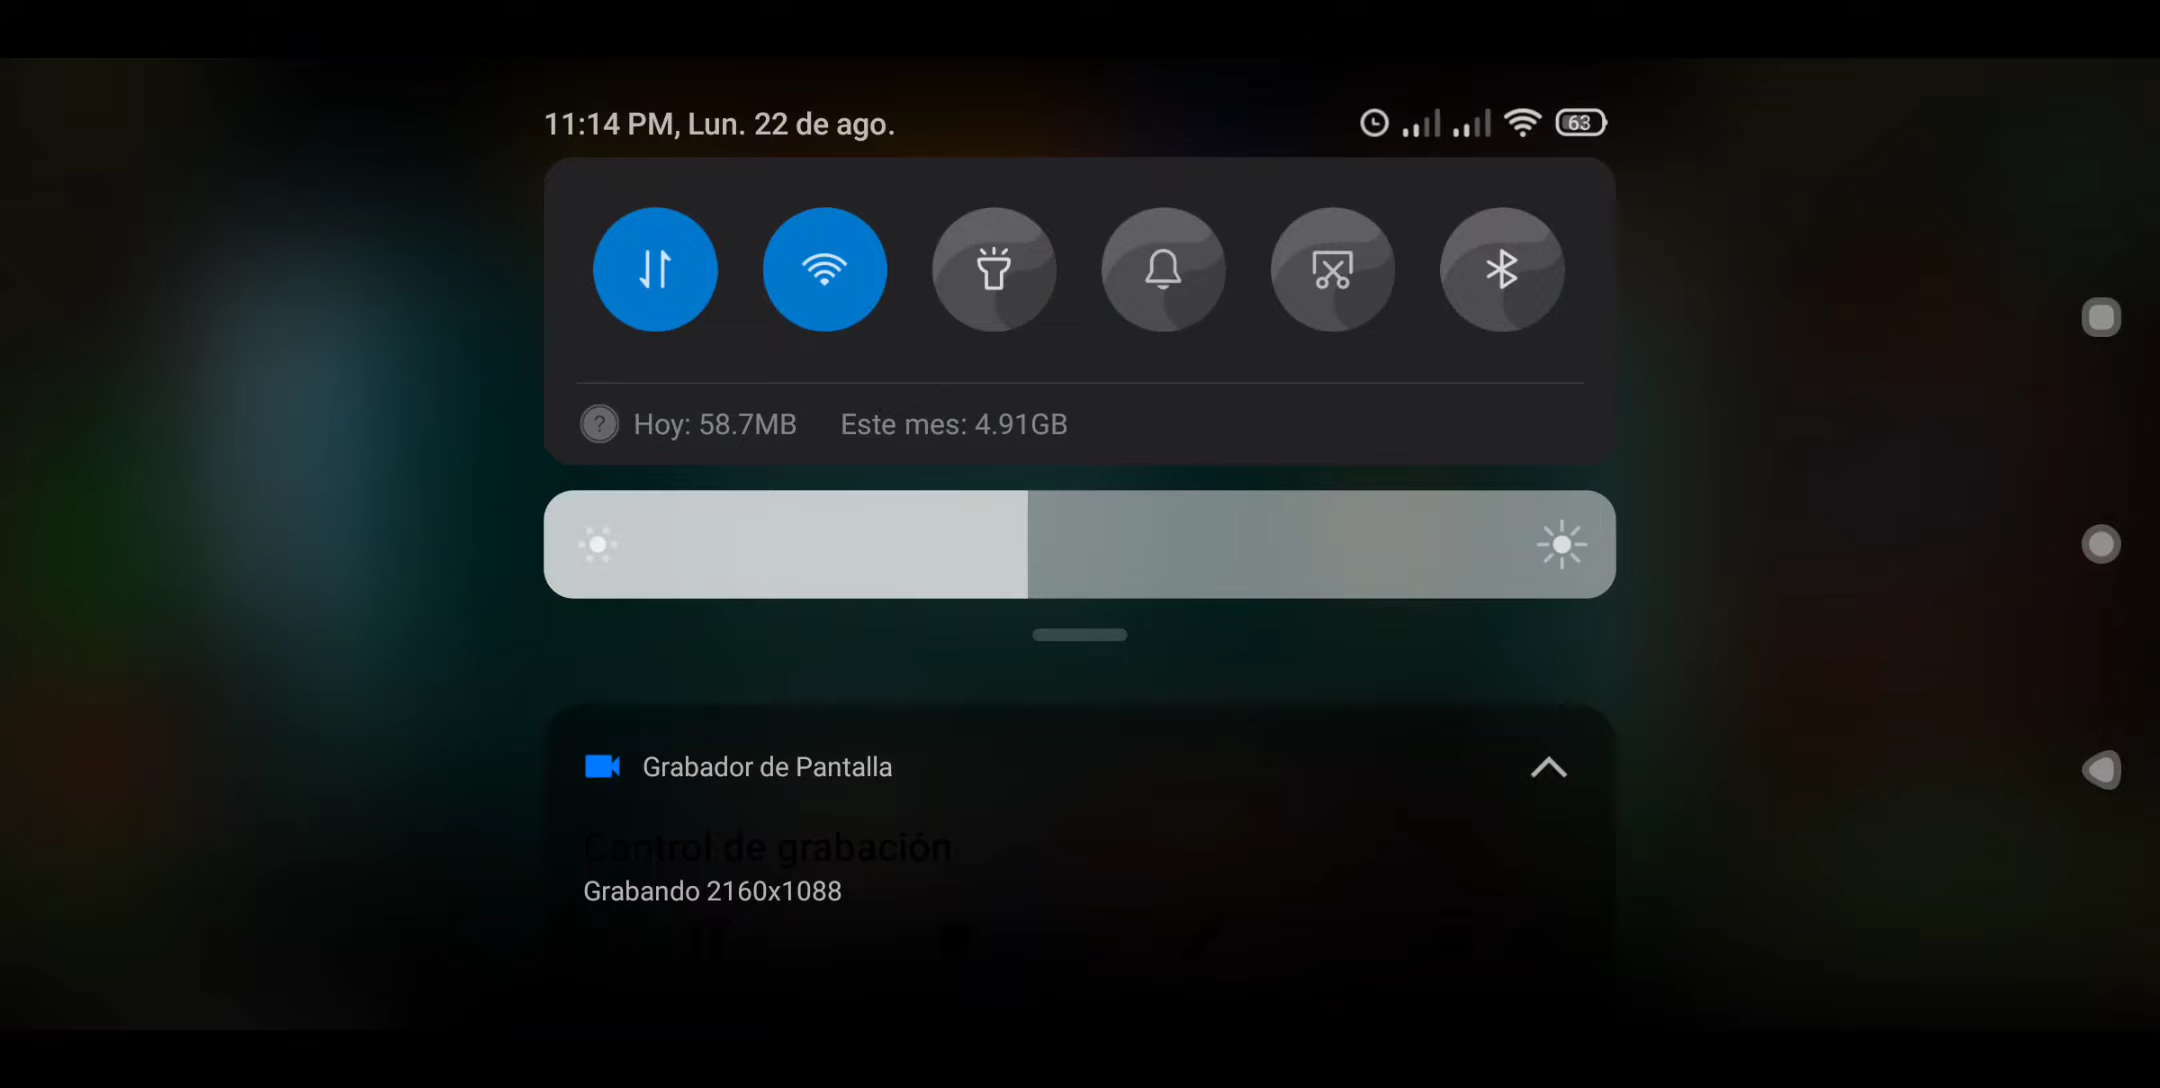 11:14 PM, Lun. 22 de ago. 63
? Hoy: 58.7MB Este mes: 4.91GB
Grabador de Pantalla
Control de grabación
Grabando 2160x1088